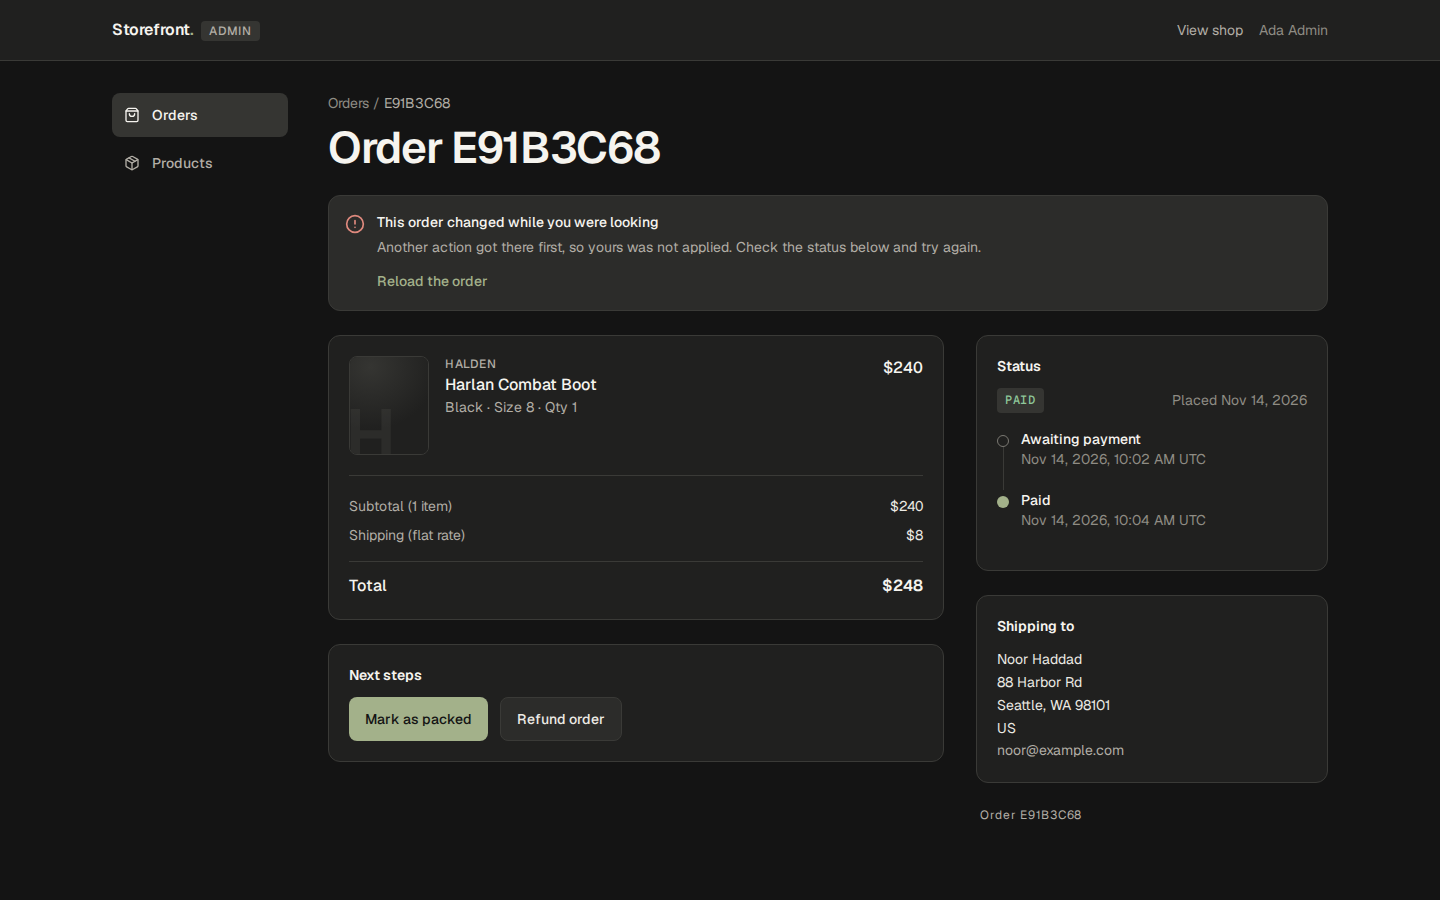 Storefront. ADMIN
View shop Ada Admin
Orders
Products
Orders / E91B3C68
Order E91B3C68
This order changed while you were looking
Another action got there first, so yours was not applied. Check the status below and try again.
Reload the order
H
HALDEN
Harlan Combat Boot
Black · Size 8 · Qty 1
$240
Subtotal (1 item) $240
Shipping (flat rate) $8
Total $248
Next steps
Mark as packed Refund order
Status
PAID Placed Nov 14, 2026
Awaiting payment
Nov 14, 2026, 10:02 AM UTC
Paid
Nov 14, 2026, 10:04 AM UTC
Shipping to
Noor Haddad
88 Harbor Rd
Seattle, WA 98101
US
noor@example.com
Order E91B3C68